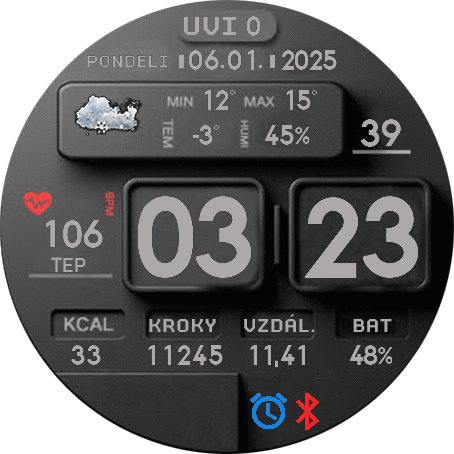 UVI 0
PONDELÍ 06.01. 2025
MIN 12° MAX 15°
TEM -3° HUMI 45%
39
BPM
106
TEP
03 23
KCAL KROKY VZDÁL. BAT
33 11245 11,41 48%